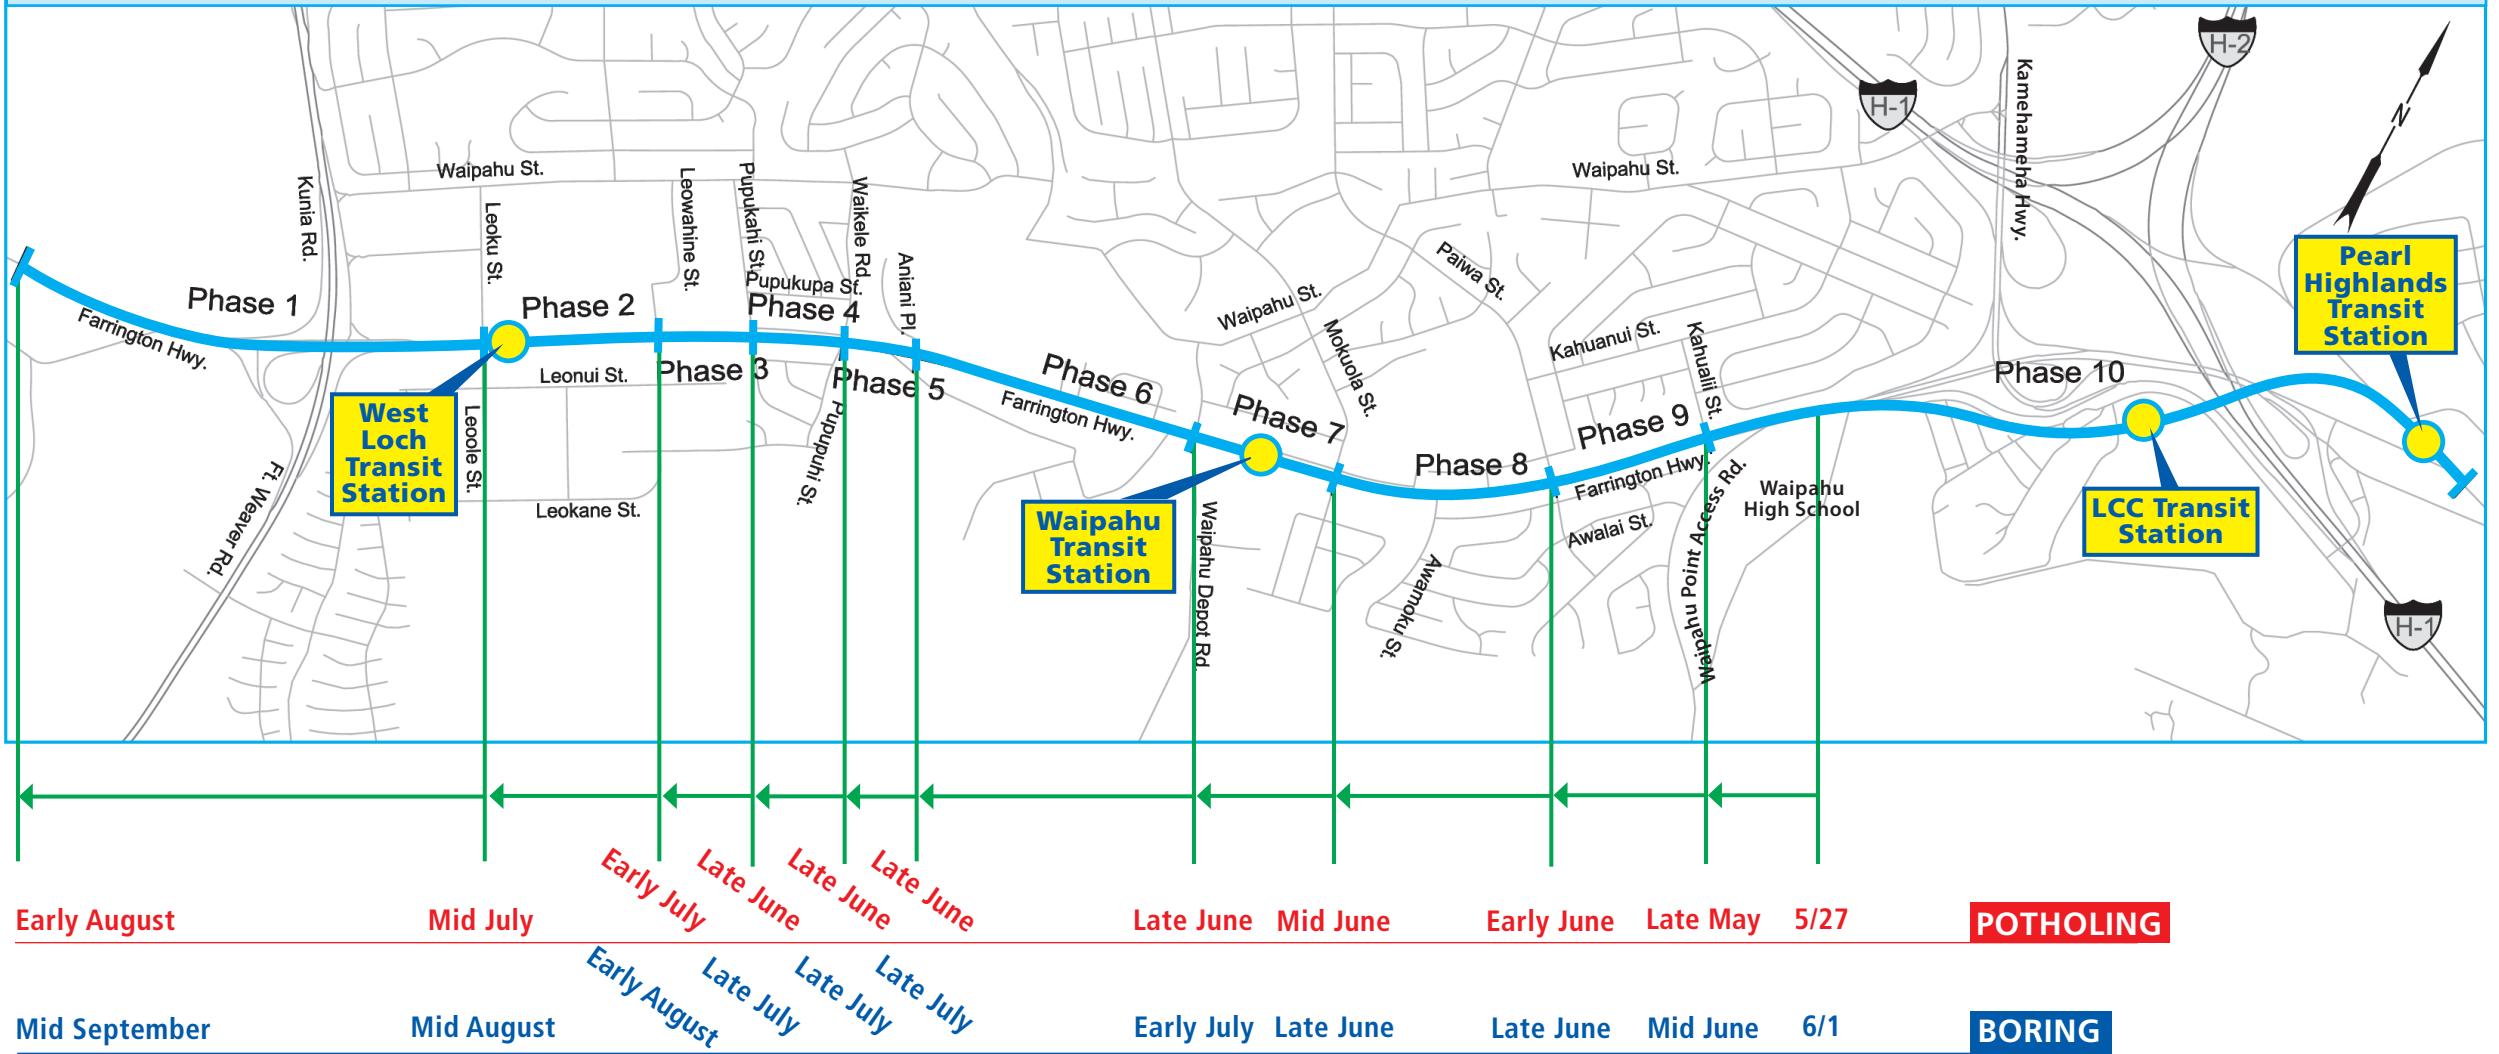 H-2
H-1
Kamehameha Hwy.
N
Waipahu St.
Waipahu St.
Kunia Rd.
Leoku St.
Leowahine St.
Pupukahi St.
Waikele Rd.
Aniani Pl.
Pupukupa St.
Paiwa St.
Waipahu St.
Mokuola St.
Kahuanui St.
Kahualii St.
Pearl
Highlands
Transit
Station
Phase 1
Phase 2
Phase 3
Phase 4
Phase 5
Phase 6
Phase 7
Phase 8
Phase 9
Phase 10
Farrington Hwy.
Farrington Hwy.
Farrington Hwy.
Leonui St.
West
Loch
Transit
Station
Leoole St.
Leokane St.
Pupupuhi St.
Ft. Weaver Rd.
Waipahu
Transit
Station
Waipahu Depot Rd.
Awamoku St.
Awalai St.
Waipahu Point Access Rd.
Waipahu
High School
LCC Transit
Station
H-1
Early August
Mid July
Early July
Late June
Late June
Late June
Late June
Mid June
Early June
Late May
5/27
POTHOLING
Mid September
Mid August
Early August
Late July
Late July
Late July
Early July
Late June
Late June
Mid June
6/1
BORING